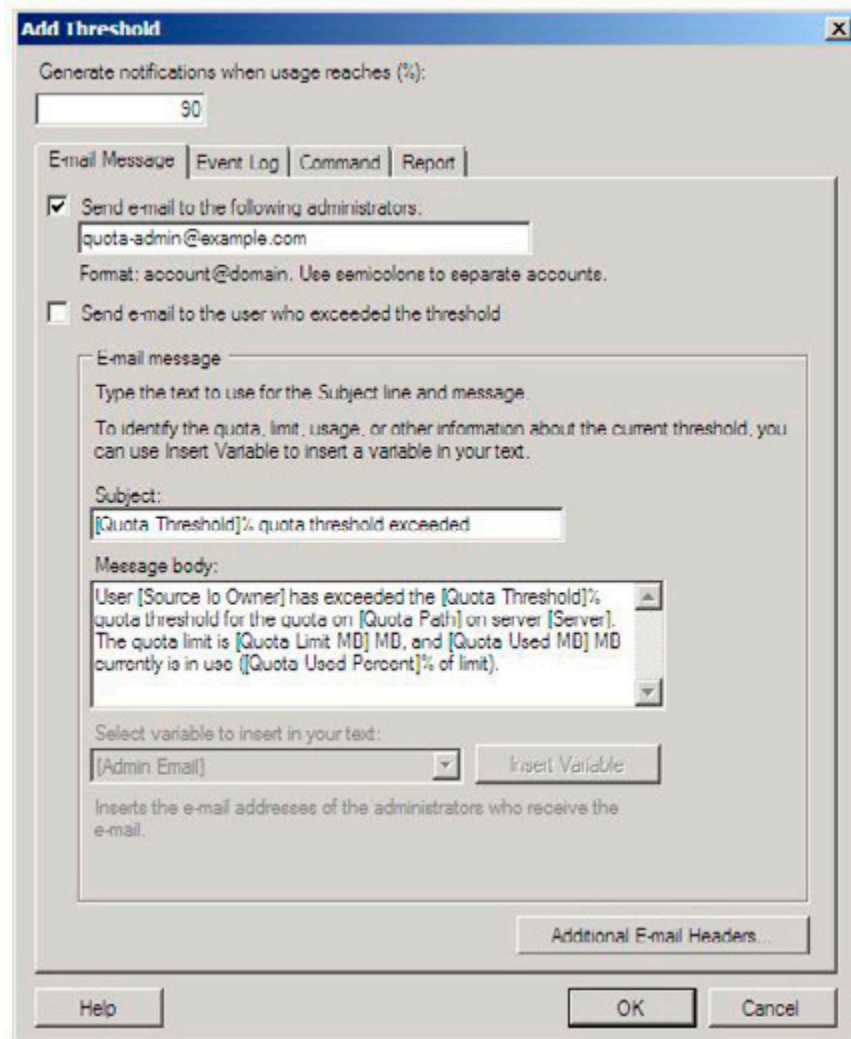 Add Threshold
Generate notifications when usage reaches (%):
90
E-mail Message
Event Log
Command
Report
Send e-mail to the following administrators:
quota-admin@example.com
Format: account@domain. Use semicolons to separate accounts.
Send e-mail to the user who exceeded the threshold
E-mail message
Type the text to use for the Subject line and message.
To identify the quota, limit, usage, or other information about the current threshold, you
can use Insert Variable to insert a variable in your text.
Subject:
[Quota Threshold]% quota threshold exceeded
Message body:
User [Source Io Owner] has exceeded the [Quota Threshold]%
quota threshold for the quota on [Quota Path] on server [Server].
The quota limit is [Quota Limit MB] MB, and [Quota Used MB] MB
currently is in use ([Quota Used Percent]% of limit).
Select variable to insert in your text:
[Admin Email]
Insert Variable
Inserts the e-mail addresses of the administrators who receive the
e-mail.
Additional E-mail Headers...
Help
OK
Cancel